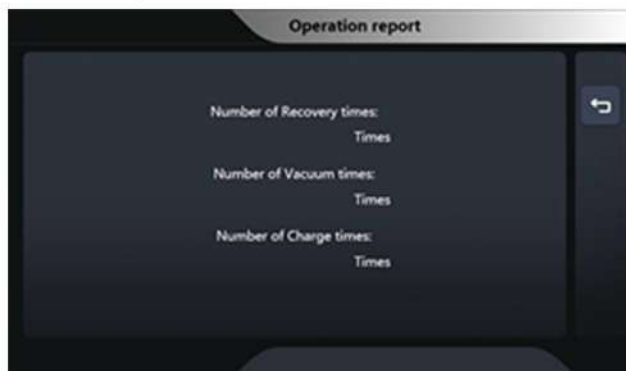 Operation report
Number of Recovery times:
Times
Number of Vacuum times:
Times
Number of Charge times:
Times